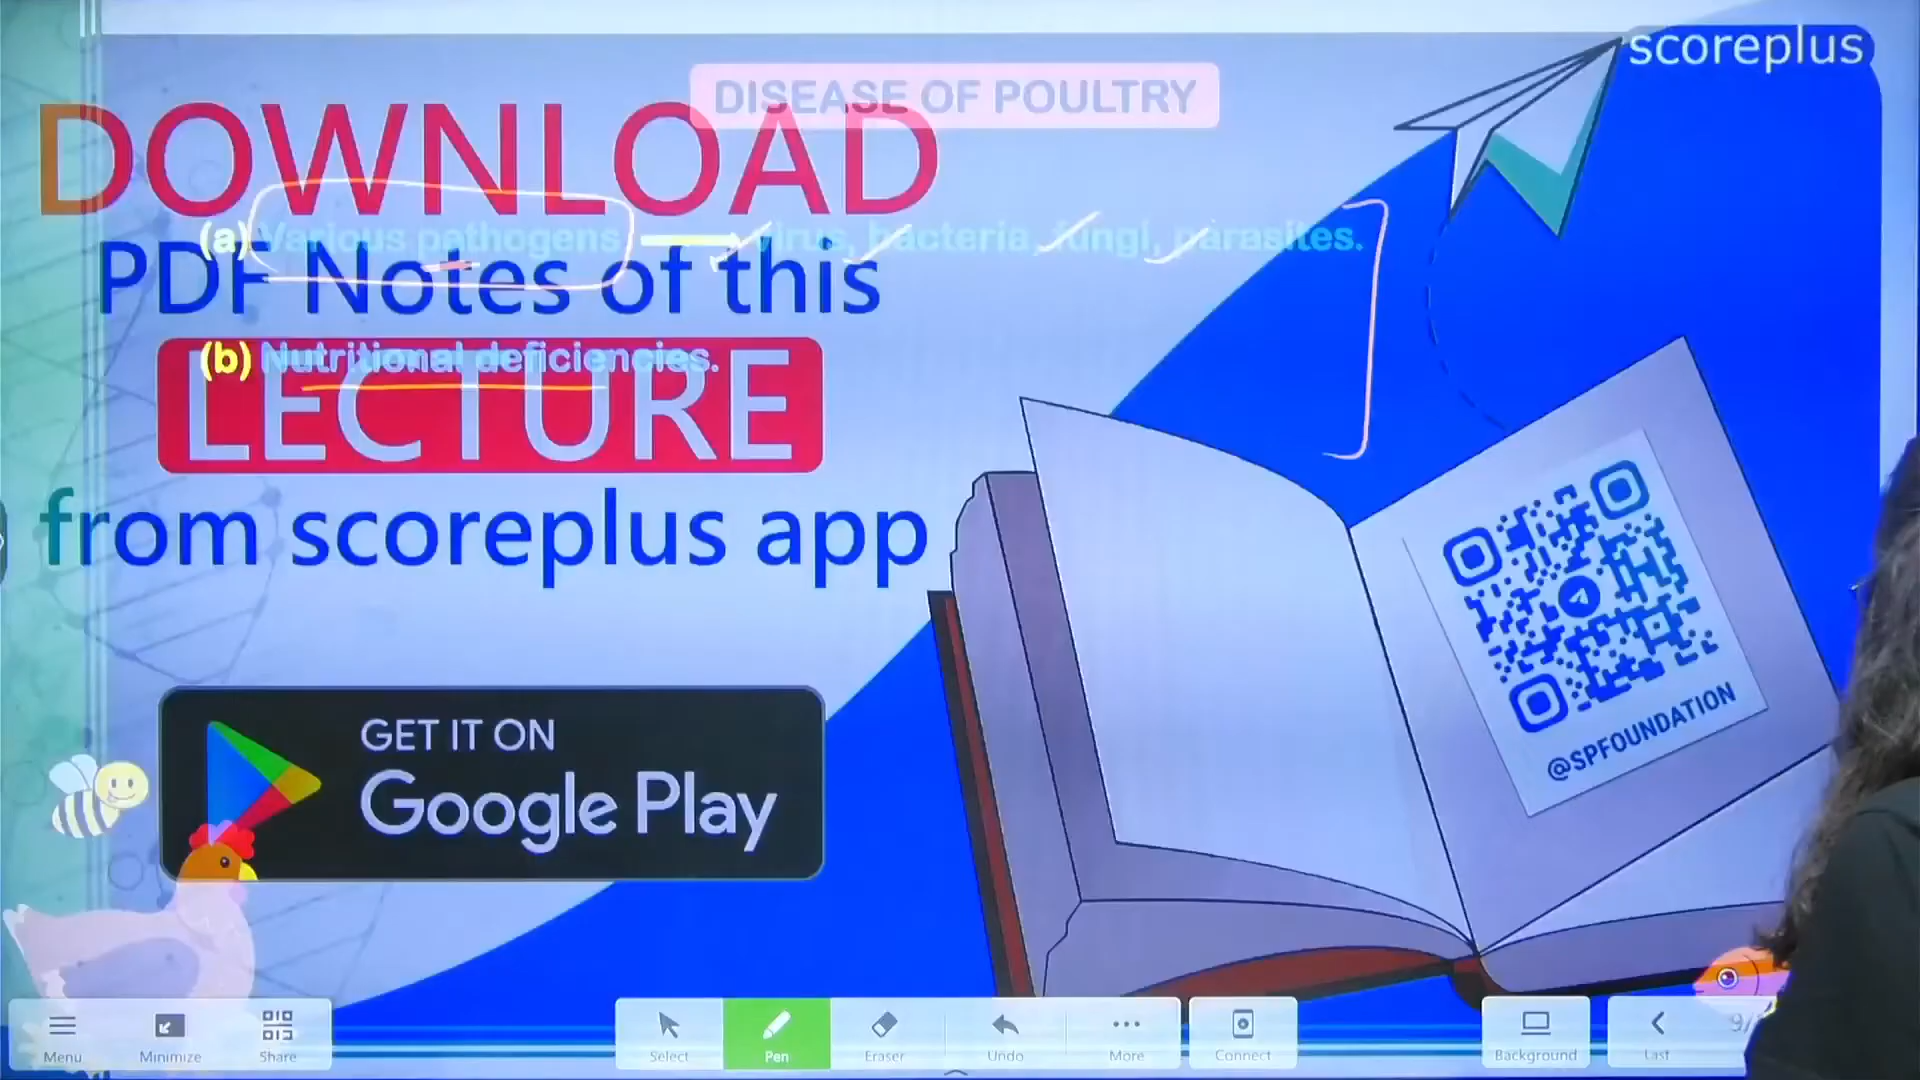 scoreplus
DISEASE OF POULTRY
DOWNLOAD
(a) Various pathogens virus, bacteria, fungi, parasites.
PDF Notes of this
(b) Nutritional deficiencies.
LECTURE
from scoreplus app
@SPFOUNDATION
GET IT ON
Google Play
Menu Minimize Share Select Pen Eraser Undo More Connect Background Last
9/